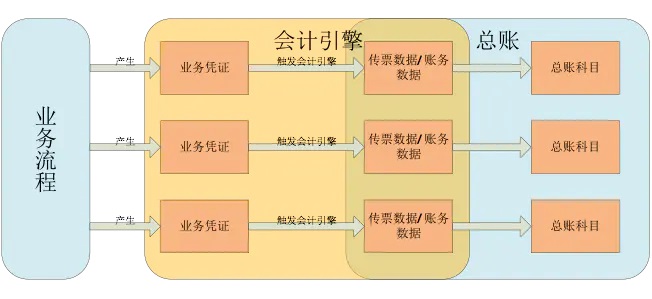 会计引擎
总账
业务流程
产生
业务凭证
触发会计引擎
传票数据/账务
数据
总账科目
产生
业务凭证
触发会计引擎
传票数据/账务
数据
总账科目
产生
业务凭证
触发会计引擎
传票数据/账务
数据
总账科目